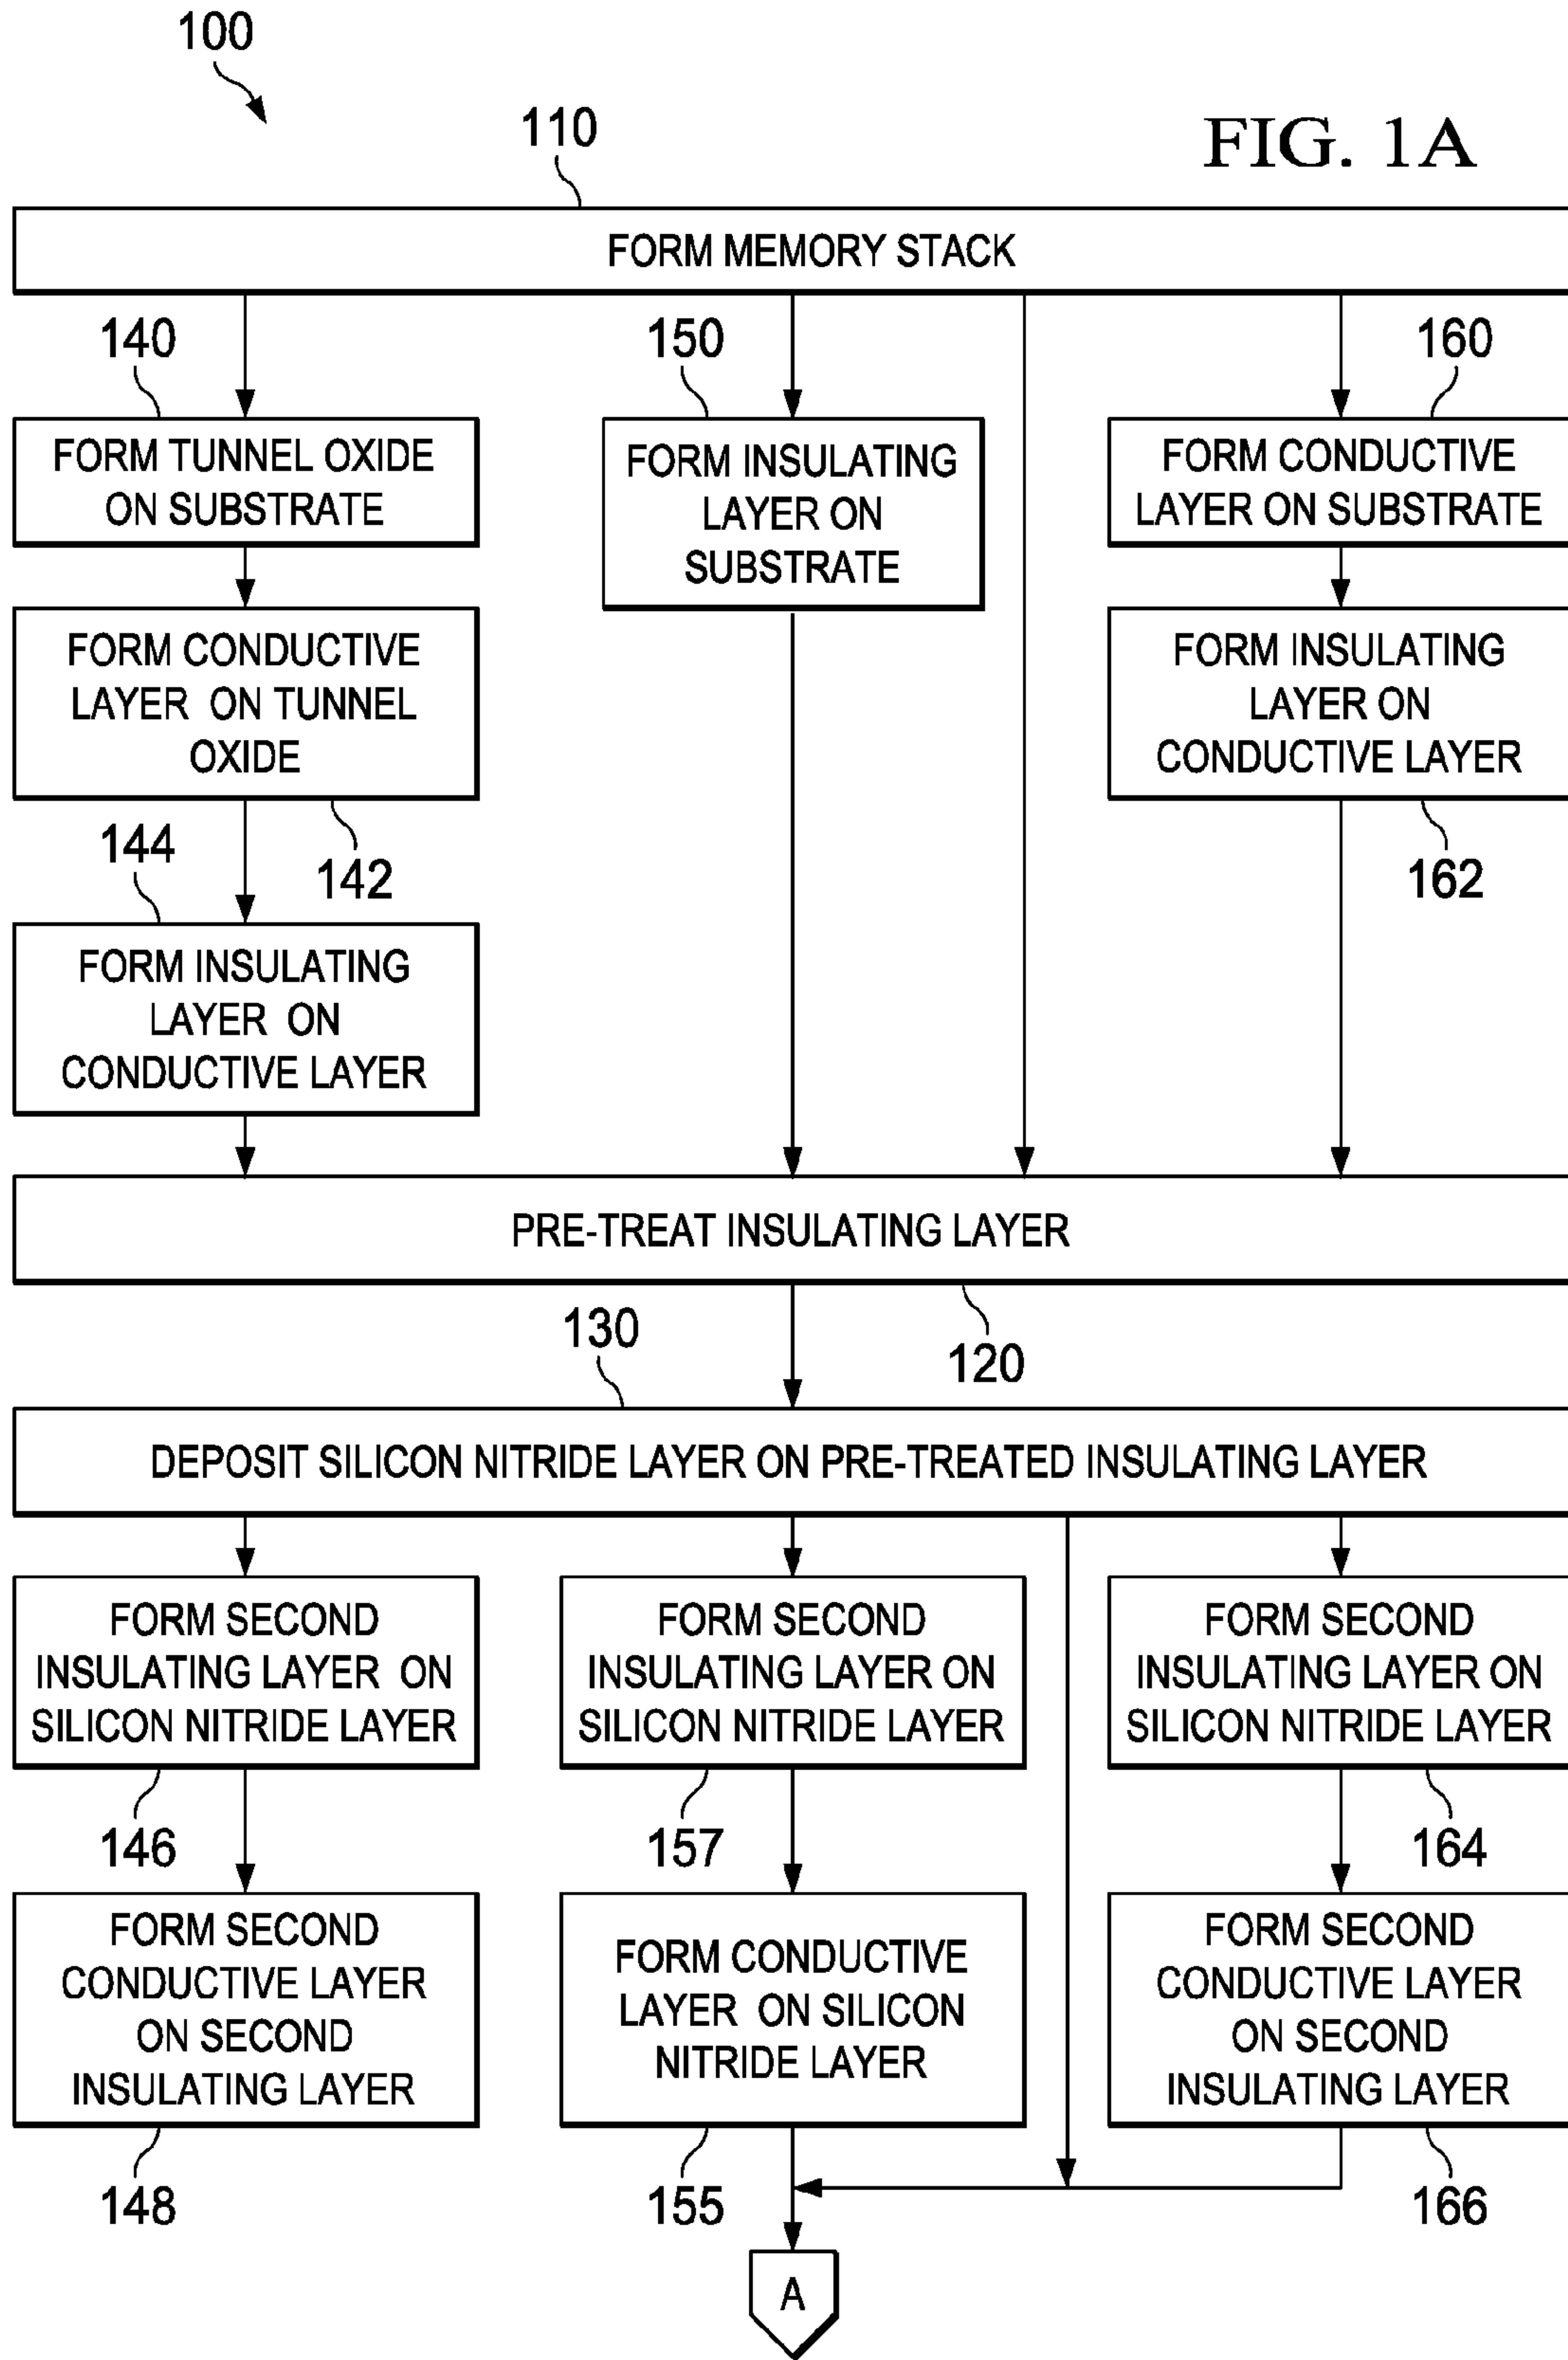 100
110
FIG. 1A
FORM MEMORY STACK
140
150
160
FORM TUNNEL OXIDE
ON SUBSTRATE
FORM INSULATING
LAYER ON
SUBSTRATE
FORM CONDUCTIVE
LAYER ON SUBSTRATE
FORM CONDUCTIVE
LAYER ON TUNNEL
OXIDE
FORM INSULATING
LAYER ON
CONDUCTIVE LAYER
144
142
162
FORM INSULATING
LAYER ON
CONDUCTIVE LAYER
PRE-TREAT INSULATING LAYER
130
120
DEPOSIT SILICON NITRIDE LAYER ON PRE-TREATED INSULATING LAYER
FORM SECOND
INSULATING LAYER ON
SILICON NITRIDE LAYER
FORM SECOND
INSULATING LAYER ON
SILICON NITRIDE LAYER
FORM SECOND
INSULATING LAYER ON
SILICON NITRIDE LAYER
146
157
164
FORM SECOND
CONDUCTIVE LAYER
ON SECOND
INSULATING LAYER
FORM CONDUCTIVE
LAYER ON SILICON
NITRIDE LAYER
FORM SECOND
CONDUCTIVE LAYER
ON SECOND
INSULATING LAYER
148
155
166
A